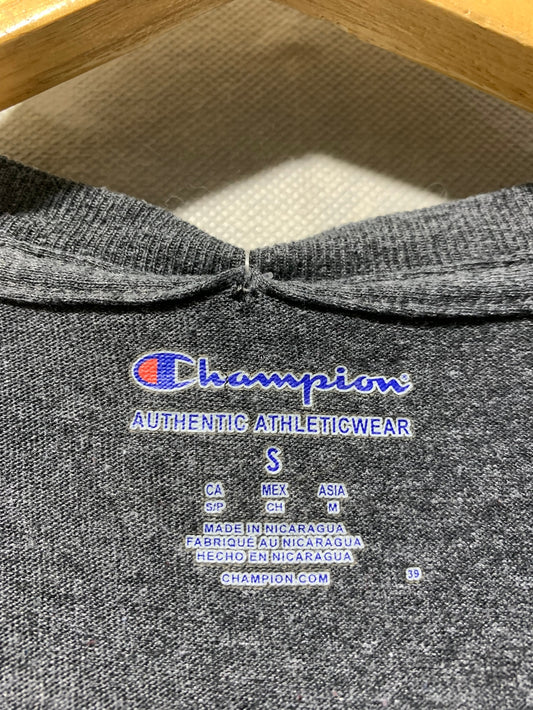 Champion
AUTHENTIC ATHLETICWEAR
S
CA MEX ASIA
S/P CH M
MADE IN NICARAGUA
FABRIQUÉ AU NICARAGUA
HECHO EN NICARAGUA
CHAMPION.COM
39